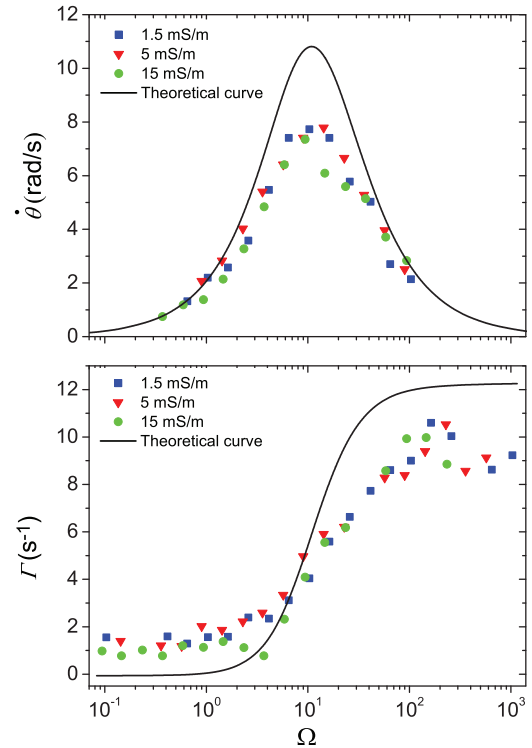 12
10
8
6
4
2
0
θ̇ (rad/s)
1.5 mS/m
5 mS/m
15 mS/m
Theoretical curve
12
10
8
6
4
2
0
Γ (s⁻¹)
1.5 mS/m
5 mS/m
15 mS/m
Theoretical curve
10⁻¹ 10⁰ 10¹ 10² 10³
Ω